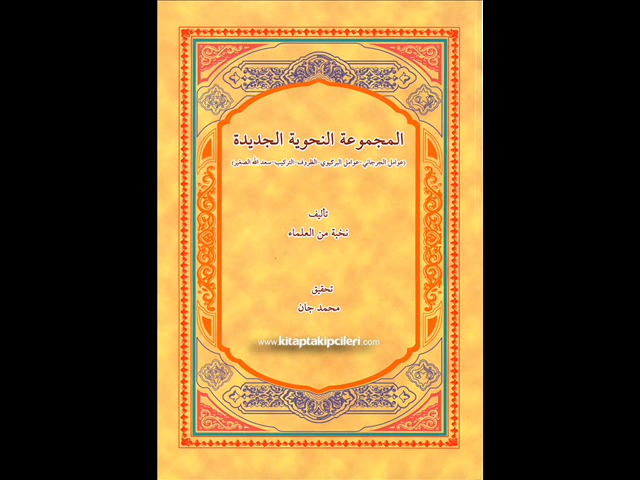 المجموعة النحوية الجديدة
(عوامل الجرجاني-عوامل البركيوي-الظروف-التركيب-سعد الله الصغير)
تأليف
نخبة من العلماء
تحقيق
محمد جان
www.kitaptakipcileri.com